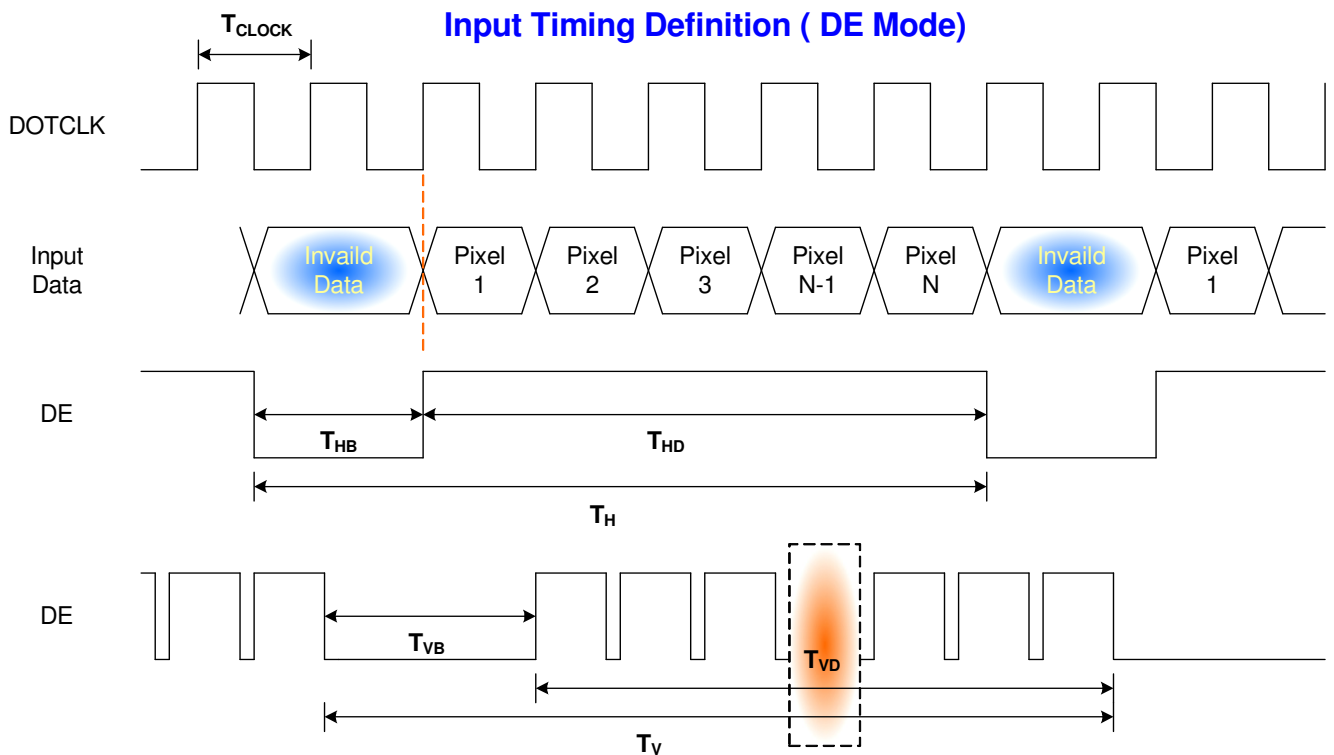 Input Timing Definition ( DE Mode)
TCLOCK
DOTCLK
Input
Data
Invaild
Data
Pixel
1
Pixel
2
Pixel
3
Pixel
N-1
Pixel
N
Invaild
Data
Pixel
1
DE
THB
THD
TH
DE
TVB
TVD
TV